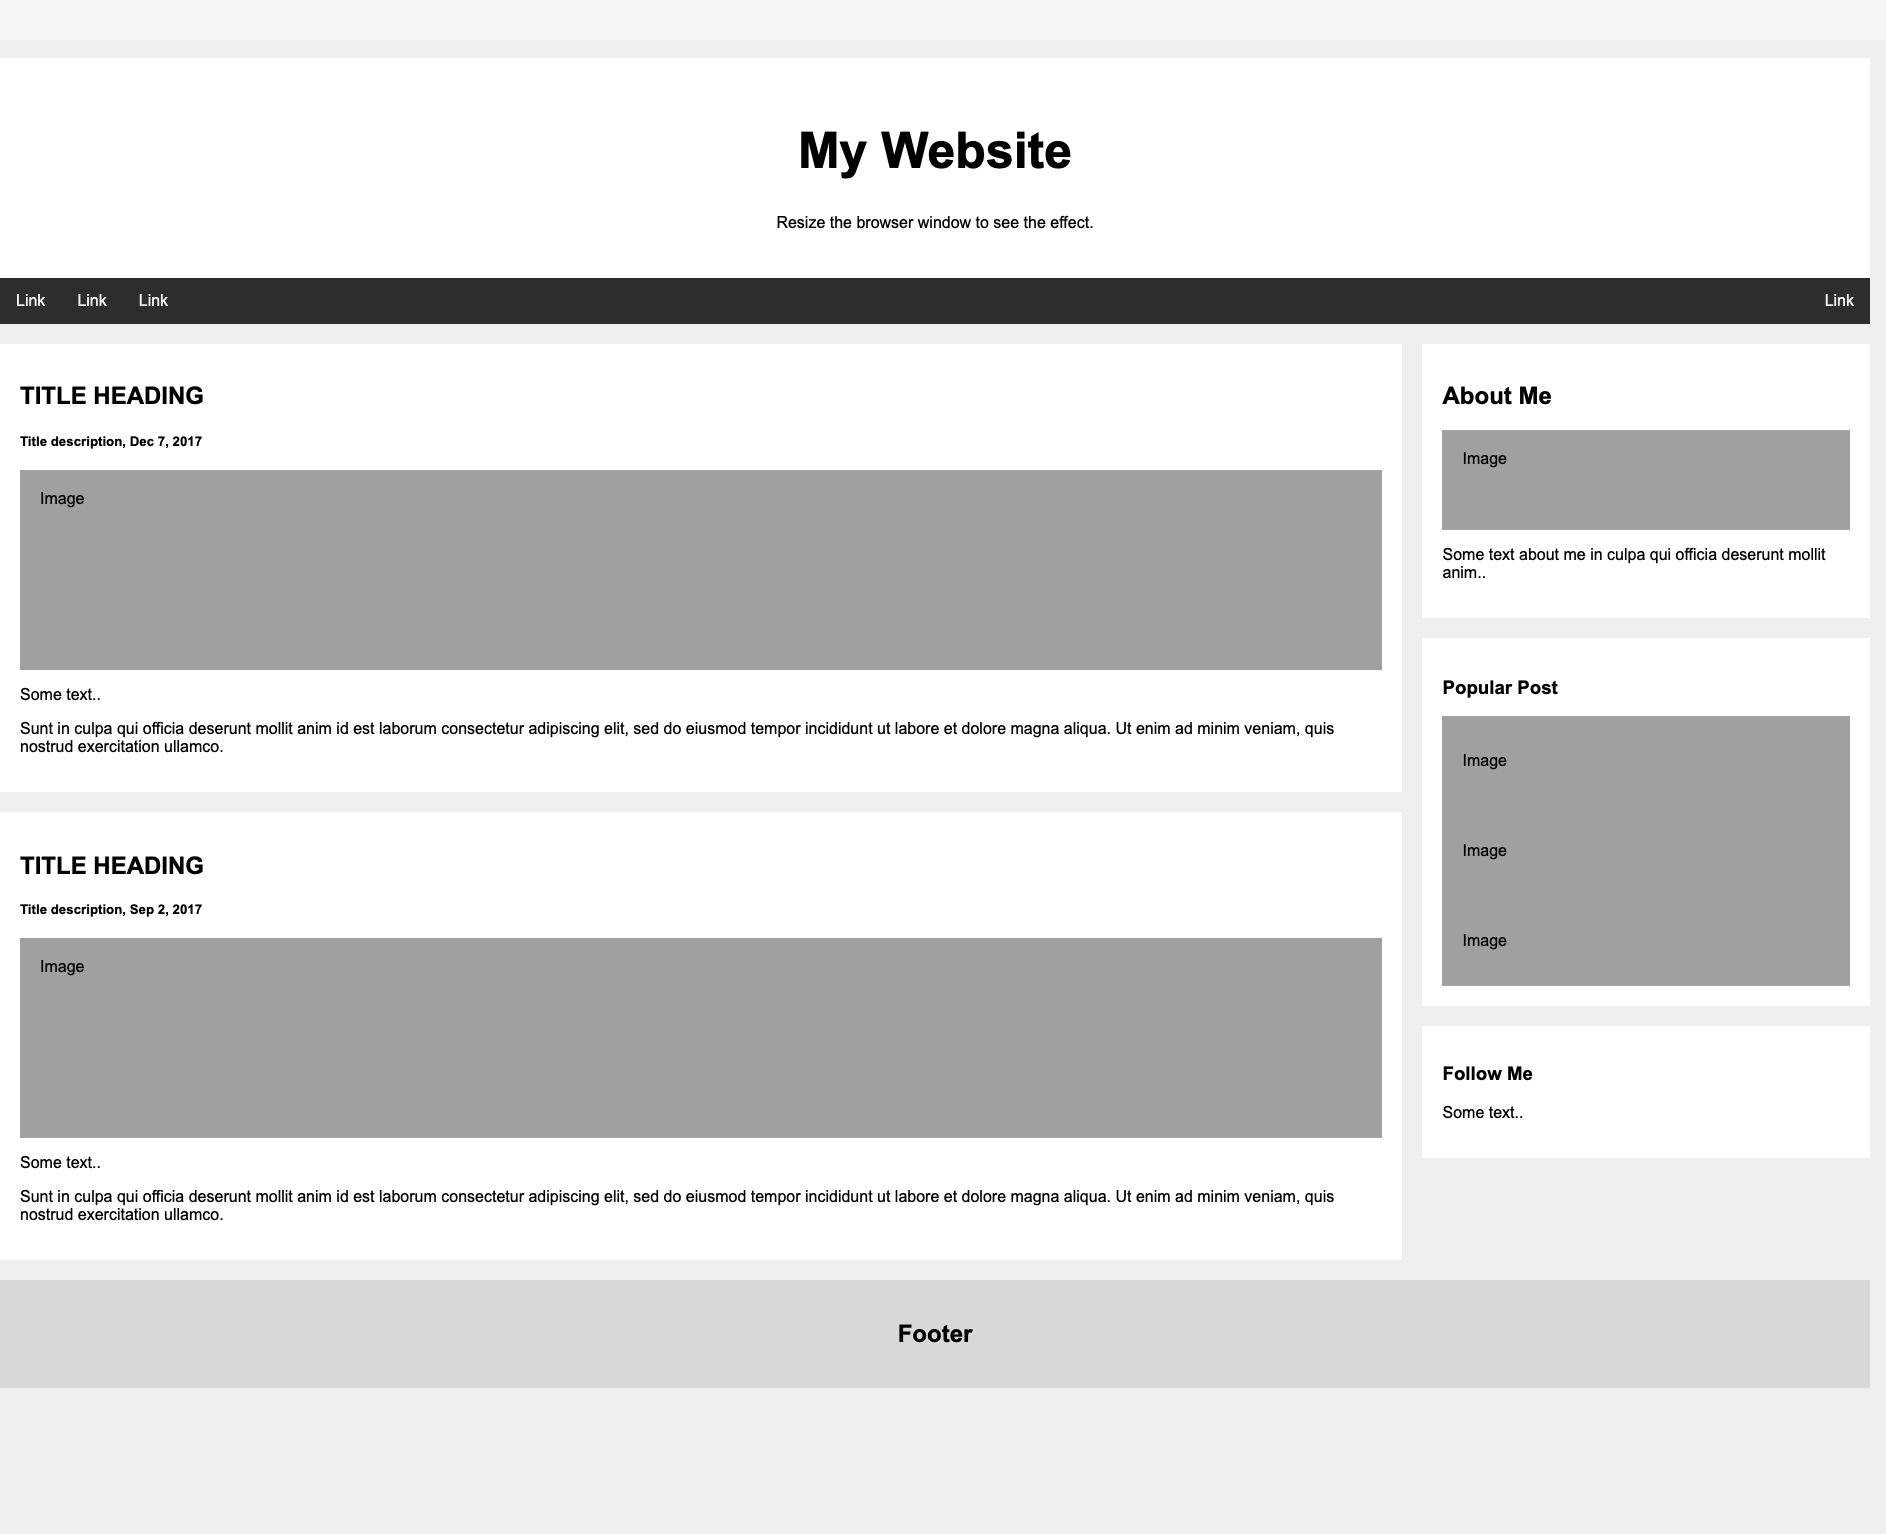 My Website
Resize the browser window to see the effect.
Link Link Link Link
TITLE HEADING
Title description, Dec 7, 2017
Image
Some text..
Sunt in culpa qui officia deserunt mollit anim id est laborum consectetur adipiscing elit, sed do eiusmod tempor incididunt ut labore et dolore magna aliqua. Ut enim ad minim veniam, quis
nostrud exercitation ullamco.
TITLE HEADING
Title description, Sep 2, 2017
Image
Some text..
Sunt in culpa qui officia deserunt mollit anim id est laborum consectetur adipiscing elit, sed do eiusmod tempor incididunt ut labore et dolore magna aliqua. Ut enim ad minim veniam, quis
nostrud exercitation ullamco.
About Me
Image
Some text about me in culpa qui officia deserunt mollit
anim..
Popular Post
Image
Image
Image
Follow Me
Some text..
Footer